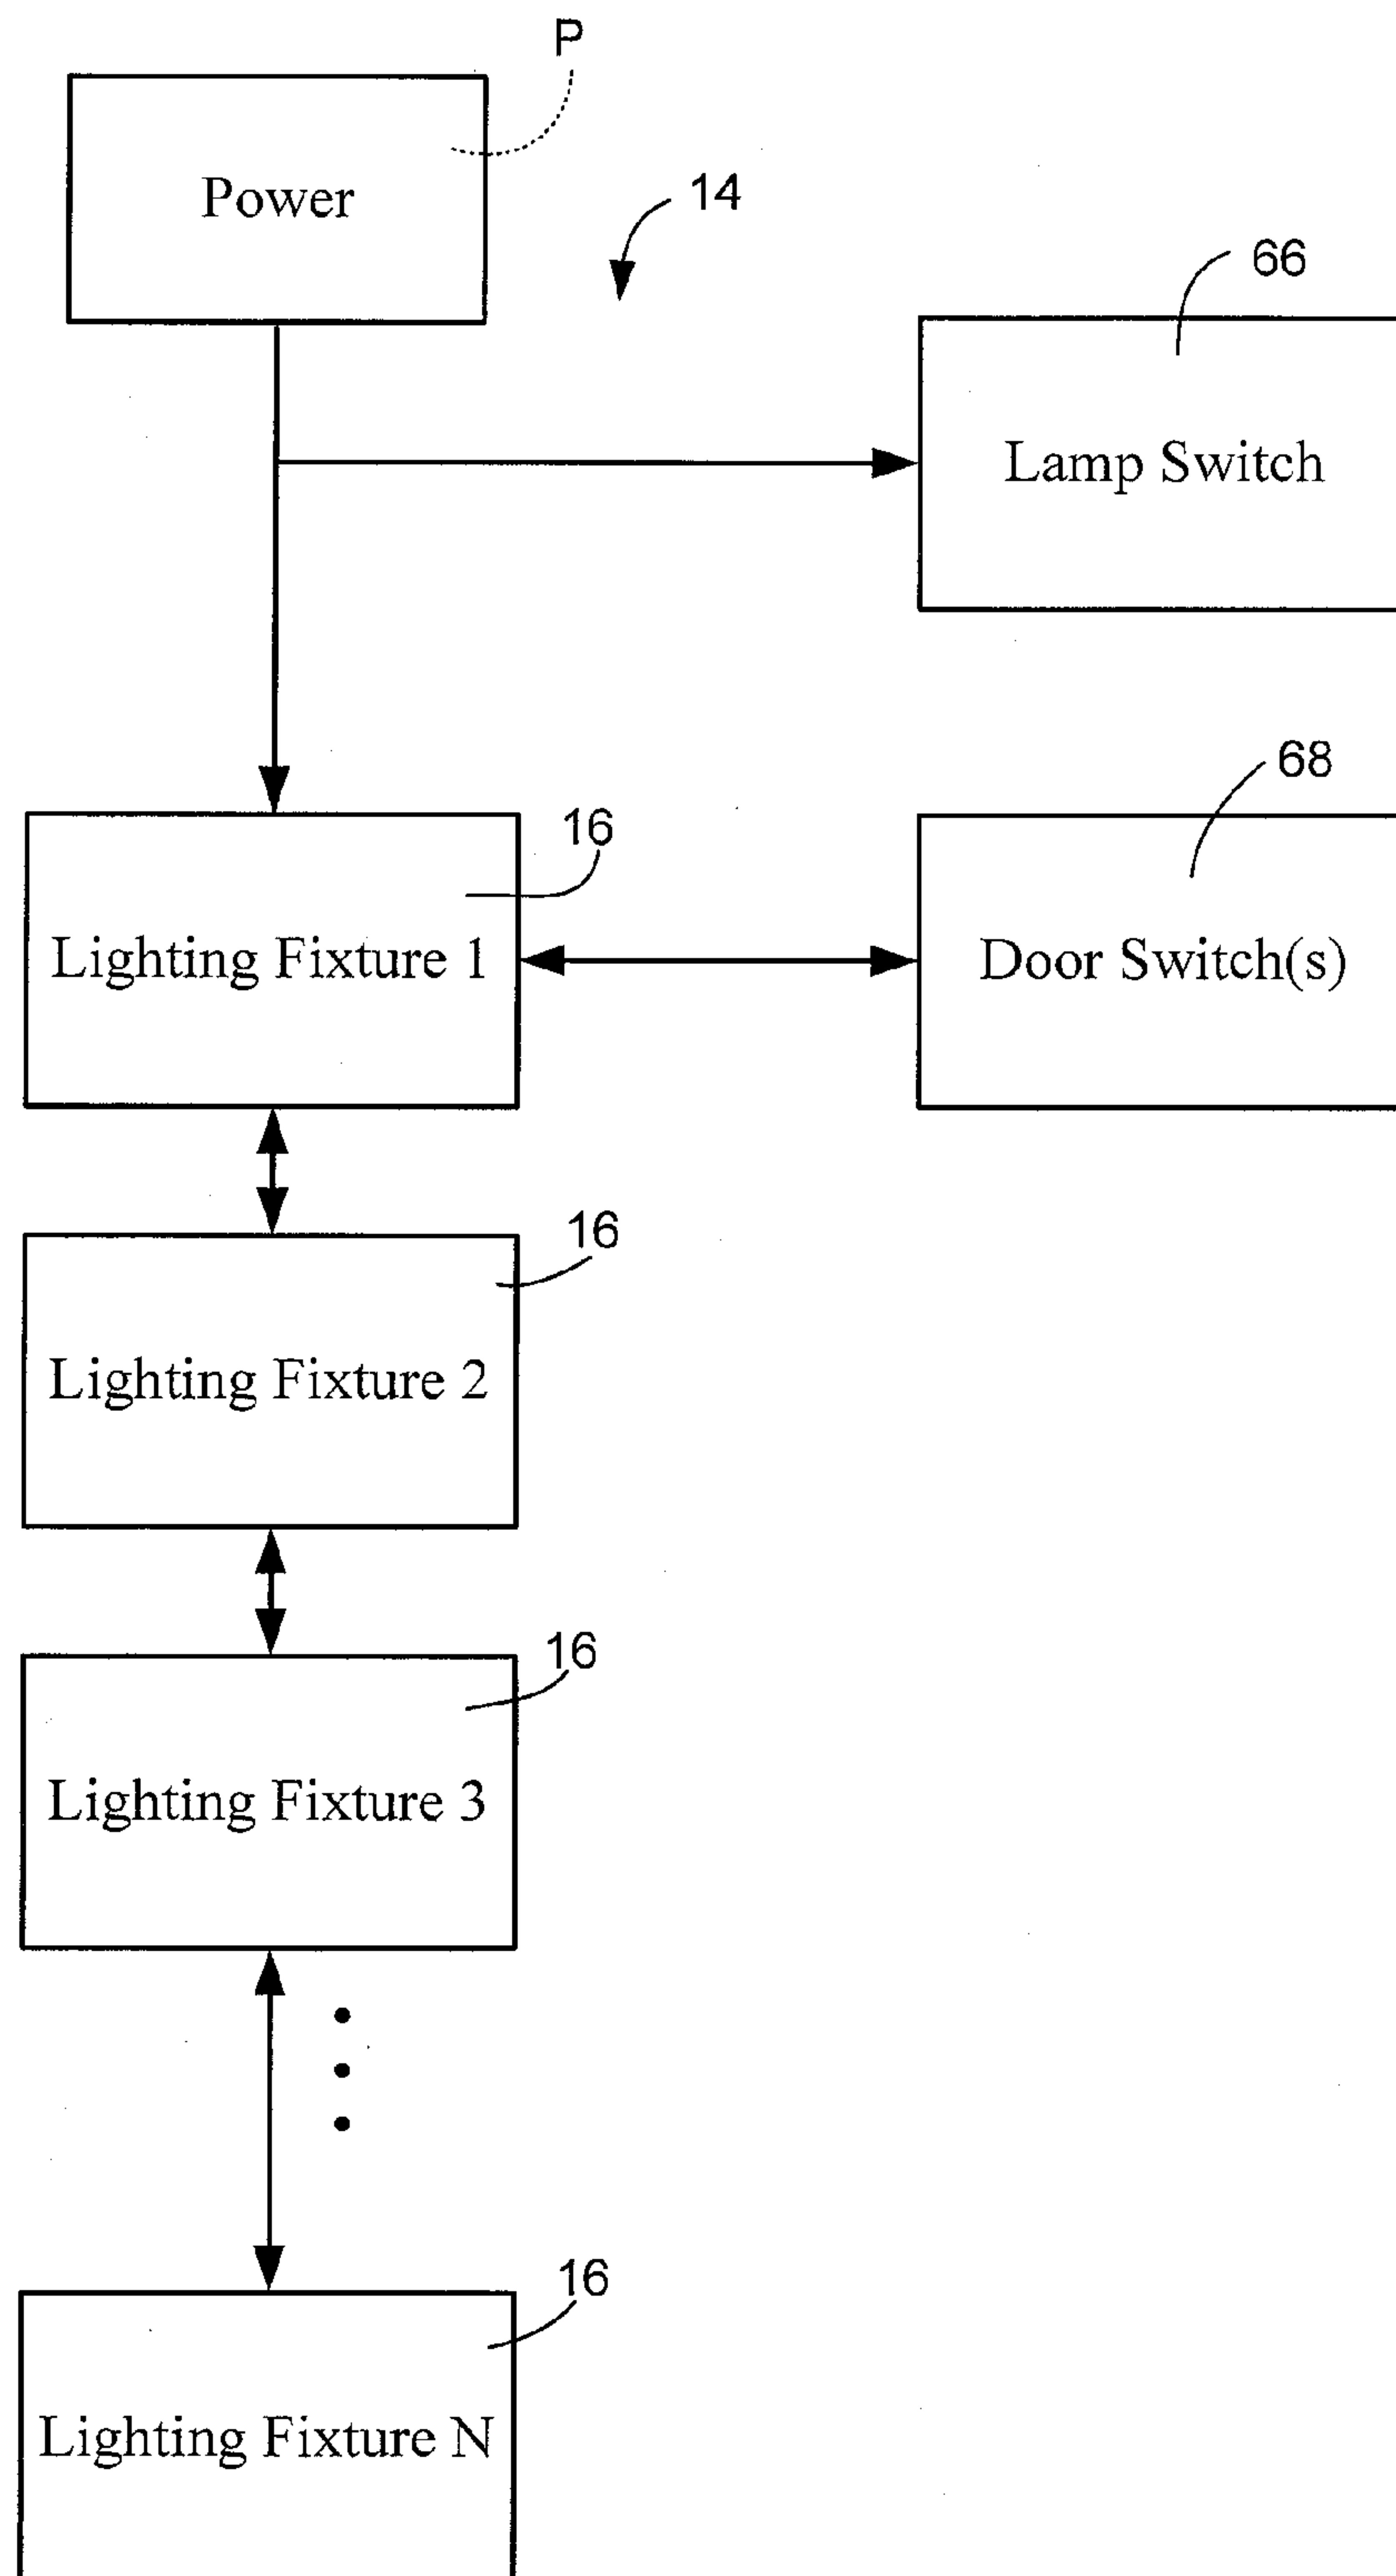 P
Power
14
66
Lamp Switch
68
16
Lighting Fixture 1
Door Switch(s)
16
Lighting Fixture 2
16
Lighting Fixture 3
16
Lighting Fixture N